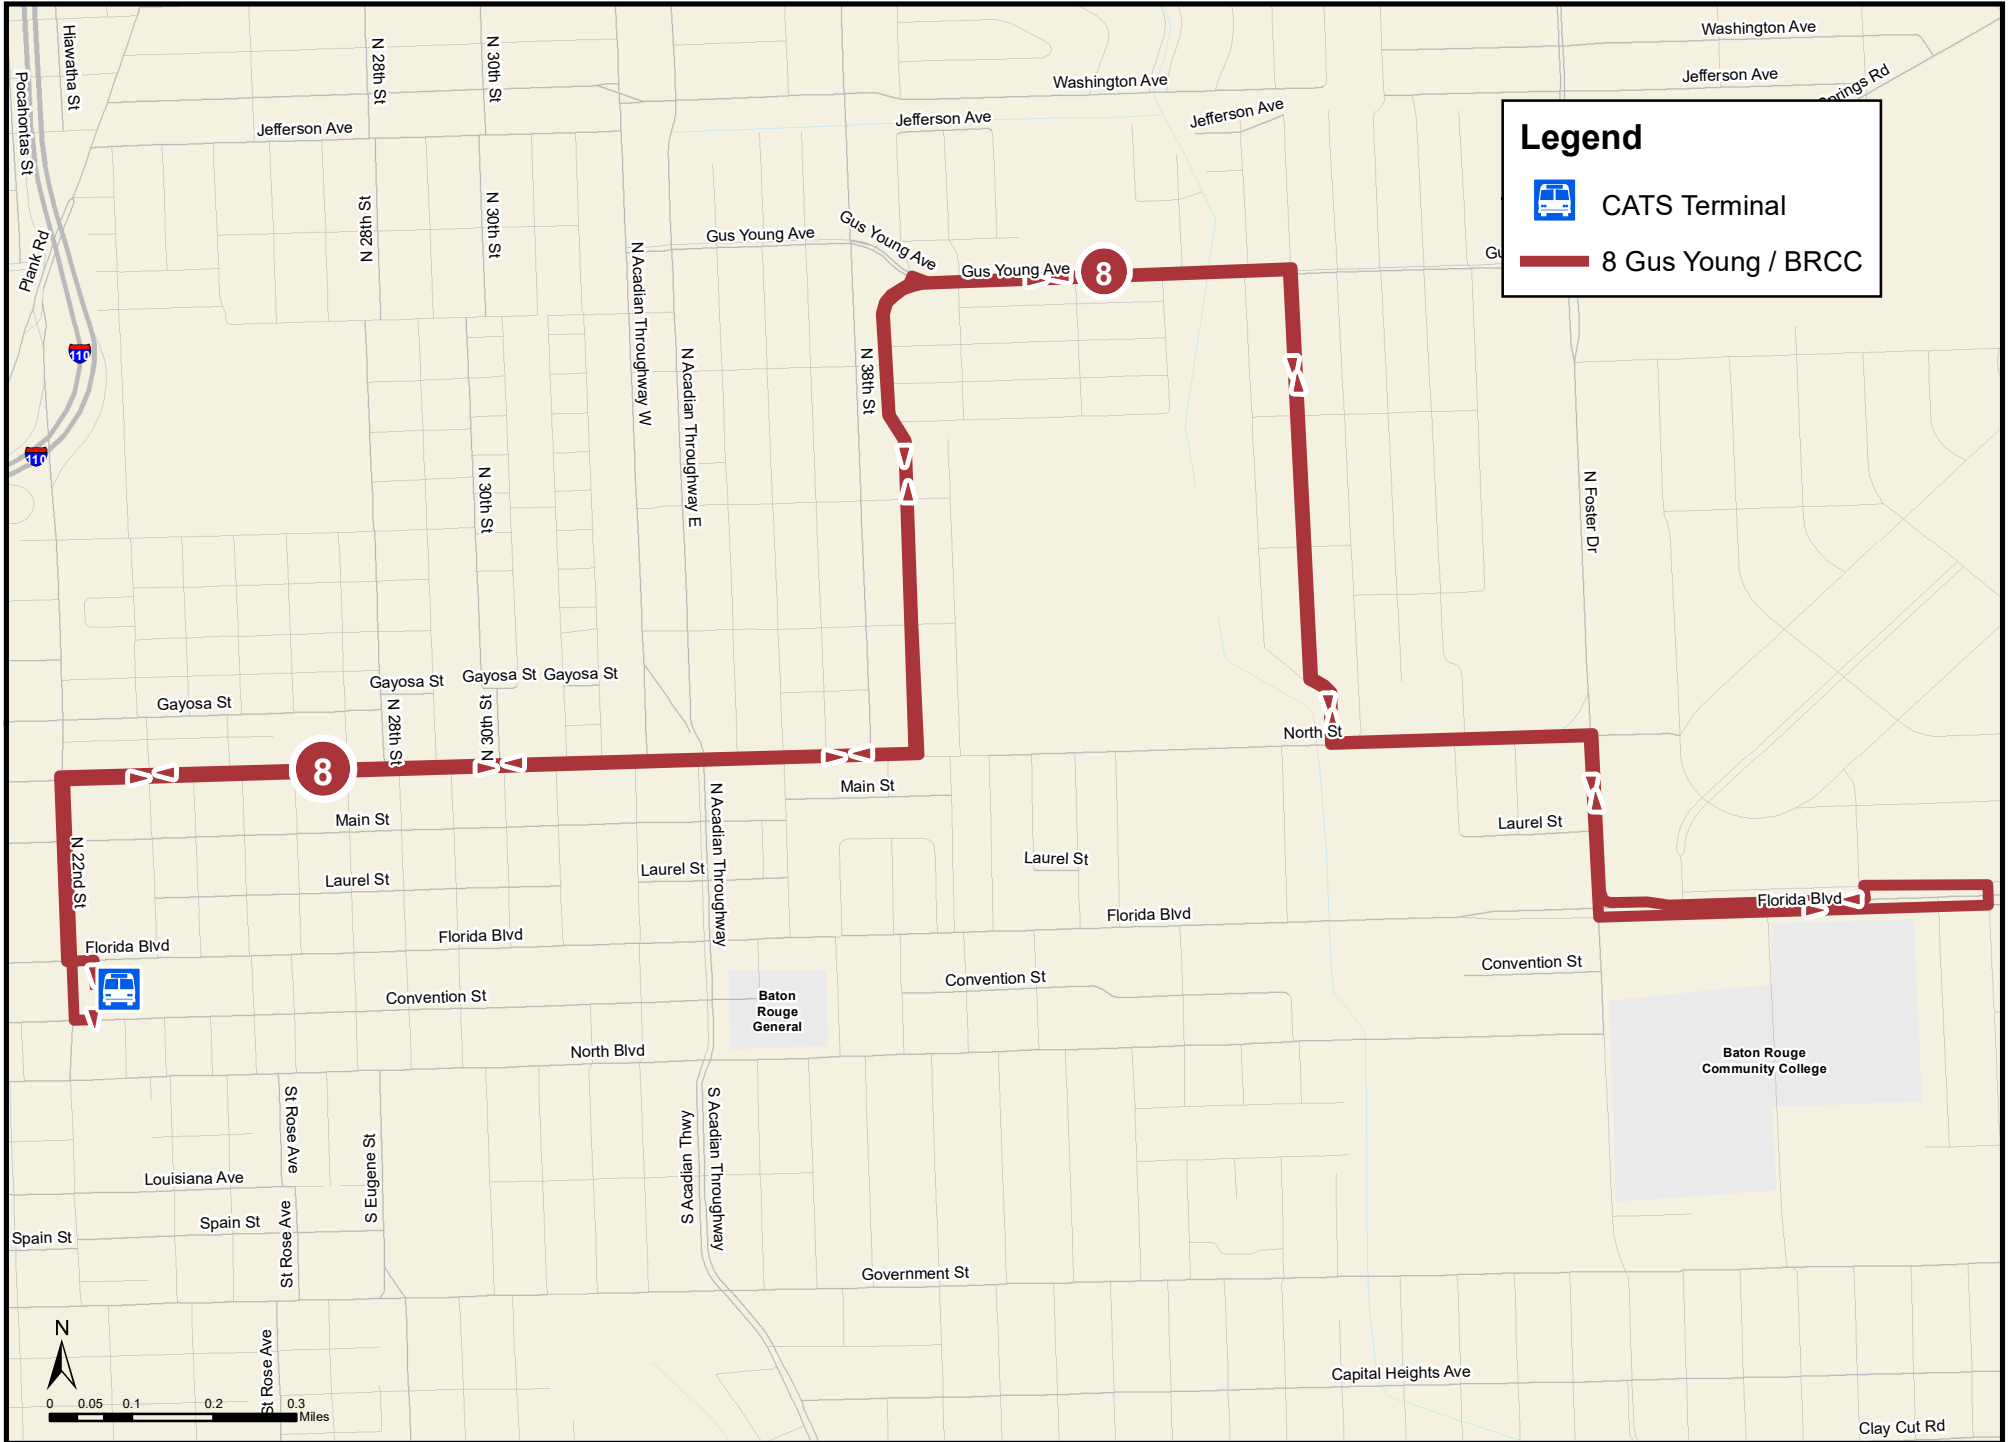 Hiawatha St
Pocahontas St
N 28th St
N 30th St
Washington Ave
Washington Ave
Jefferson Ave
Jefferson Ave
Jefferson Ave
Jefferson Ave
Springs Rd
Legend
CATS Terminal
8 Gus Young / BRCC
N 28th St
N 30th St
Plank Rd
Gus Young Ave
Gus Young Ave
Gus Young Ave
8
Gu
N Acadian Throughway W
N Acadian Throughway E
N 38th St
110
110
N 30th St
N Foster Dr
Gayosa St
Gayosa St
Gayosa St
Gayosa St
N 28th St
N 30th St
North St
8
Main St
Main St
N 22nd St
N Acadian Throughway
Laurel St
Laurel St
Laurel St
Laurel St
Florida Blvd
Florida Blvd
Florida Blvd
Florida Blvd
Convention St
Convention St
Convention St
Baton
Rouge
General
North Blvd
Baton Rouge
Community College
St Rose Ave
S Eugene St
S Acadian Thwy
S Acadian Throughway
Louisiana Ave
Spain St
Spain St
St Rose Ave
Government St
St Rose Ave
Capital Heights Ave
Clay Cut Rd
N
0 0.05 0.1 0.2 0.3
Miles